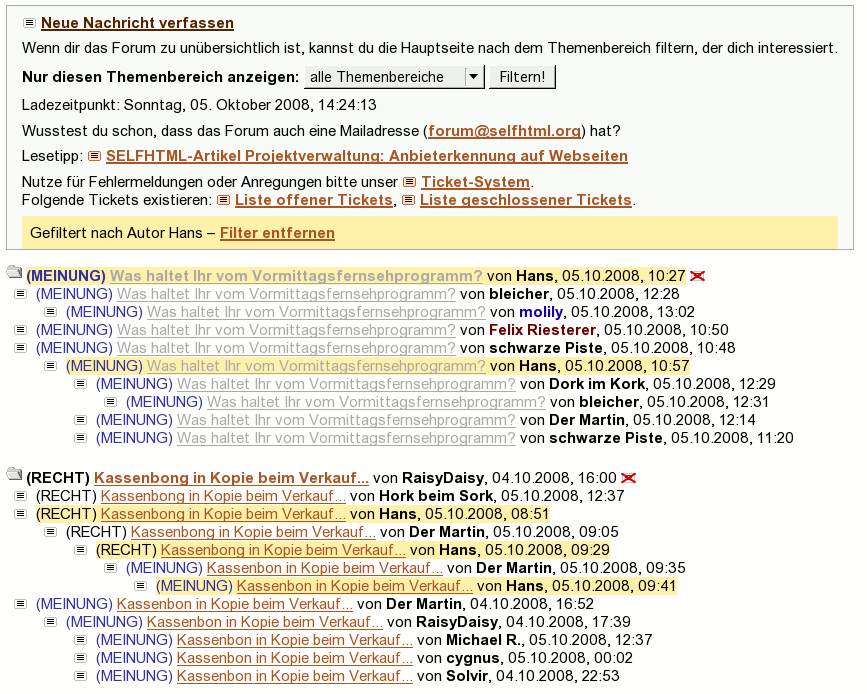 Neue Nachricht verfassen
Wenn dir das Forum zu unübersichtlich ist, kannst du die Hauptseite nach dem Themenbereich filtern, der dich interessiert.
Nur diesen Themenbereich anzeigen: alle Themenbereiche Filtern!
Ladezeitpunkt: Sonntag, 05. Oktober 2008, 14:24:13
Wusstest du schon, dass das Forum auch eine Mailadresse (forum@selfhtml.org) hat?
Lesetipp: SELFHTML-Artikel Projektverwaltung: Anbieterkennung auf Webseiten
Nutze für Fehlermeldungen oder Anregungen bitte unser Ticket-System.
Folgende Tickets existieren: Liste offener Tickets, Liste geschlossener Tickets.
Gefiltert nach Autor Hans – Filter entfernen
(MEINUNG) Was haltet Ihr vom Vormittagsfernsehprogramm? von Hans, 05.10.2008, 10:27
(MEINUNG) Was haltet Ihr vom Vormittagsfernsehprogramm? von bleicher, 05.10.2008, 12:28
(MEINUNG) Was haltet Ihr vom Vormittagsfernsehprogramm? von molily, 05.10.2008, 13:02
(MEINUNG) Was haltet Ihr vom Vormittagsfernsehprogramm? von Felix Riesterer, 05.10.2008, 10:50
(MEINUNG) Was haltet Ihr vom Vormittagsfernsehprogramm? von schwarze Piste, 05.10.2008, 10:48
(MEINUNG) Was haltet Ihr vom Vormittagsfernsehprogramm? von Hans, 05.10.2008, 10:57
(MEINUNG) Was haltet Ihr vom Vormittagsfernsehprogramm? von Dork im Kork, 05.10.2008, 12:29
(MEINUNG) Was haltet Ihr vom Vormittagsfernsehprogramm? von bleicher, 05.10.2008, 12:31
(MEINUNG) Was haltet Ihr vom Vormittagsfernsehprogramm? von Der Martin, 05.10.2008, 12:14
(MEINUNG) Was haltet Ihr vom Vormittagsfernsehprogramm? von schwarze Piste, 05.10.2008, 11:20
(RECHT) Kassenbong in Kopie beim Verkauf... von RaisyDaisy, 04.10.2008, 16:00
(RECHT) Kassenbong in Kopie beim Verkauf... von Hork beim Sork, 05.10.2008, 12:37
(RECHT) Kassenbong in Kopie beim Verkauf... von Hans, 05.10.2008, 08:51
(RECHT) Kassenbong in Kopie beim Verkauf... von Der Martin, 05.10.2008, 09:05
(RECHT) Kassenbong in Kopie beim Verkauf... von Hans, 05.10.2008, 09:29
(MEINUNG) Kassenbon in Kopie beim Verkauf... von Der Martin, 05.10.2008, 09:35
(MEINUNG) Kassenbon in Kopie beim Verkauf... von Hans, 05.10.2008, 09:41
(MEINUNG) Kassenbon in Kopie beim Verkauf... von Der Martin, 04.10.2008, 16:52
(MEINUNG) Kassenbon in Kopie beim Verkauf... von RaisyDaisy, 04.10.2008, 17:39
(MEINUNG) Kassenbon in Kopie beim Verkauf... von Michael R., 05.10.2008, 12:37
(MEINUNG) Kassenbon in Kopie beim Verkauf... von cygnus, 05.10.2008, 00:02
(MEINUNG) Kassenbon in Kopie beim Verkauf... von Solvir, 04.10.2008, 22:53